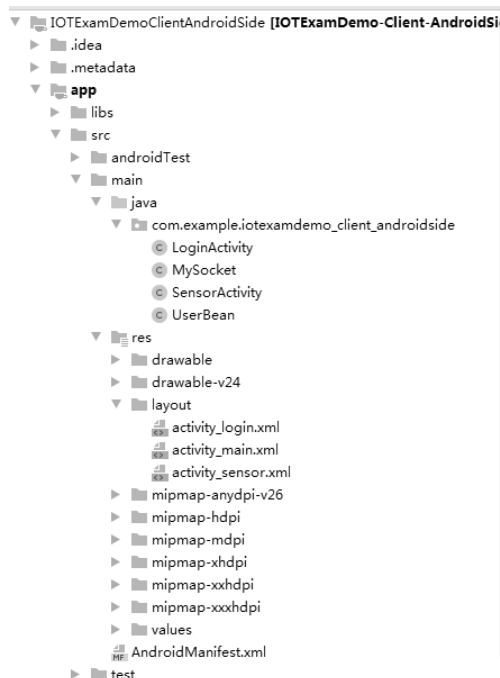 IOTExamDemoClientAndroidSide [IOTExamDemo-Client-AndroidSi
.idea
.metadata
app
libs
src
androidTest
main
java
com.example.iotexamdemo_client_androidside
C LoginActivity
C MySocket
C SensorActivity
C UserBean
res
drawable
drawable-v24
layout
activity_login.xml
activity_main.xml
activity_sensor.xml
mipmap-anydpi-v26
mipmap-hdpi
mipmap-mdpi
mipmap-xhdpi
mipmap-xxhdpi
mipmap-xxxhdpi
values
MF AndroidManifest.xml
test